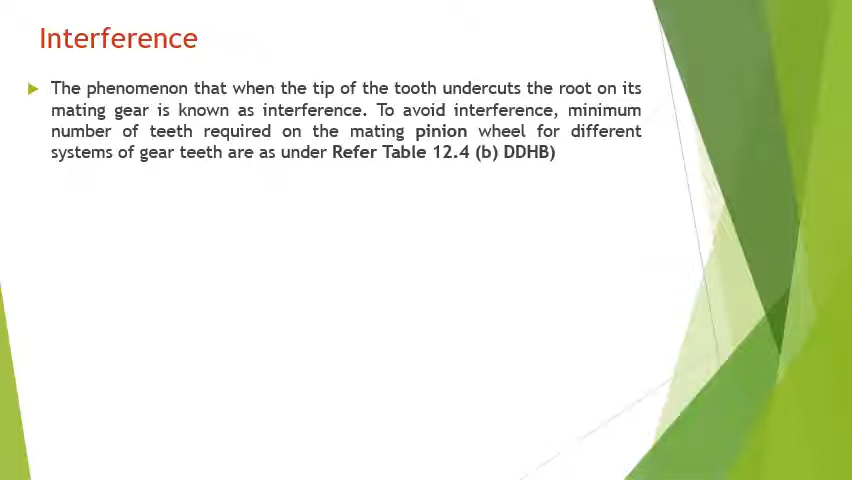 Interference
The phenomenon that when the tip of the tooth undercuts the root on its
mating gear is known as interference. To avoid interference, minimum
number of teeth required on the mating pinion wheel for different
systems of gear teeth are as under Refer Table 12.4 (b) DDHB)